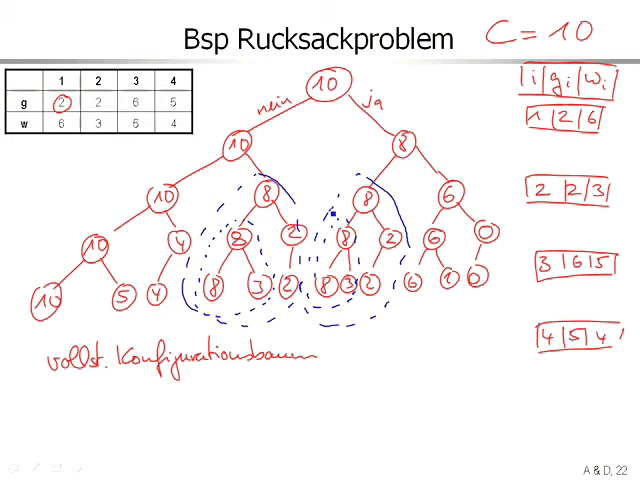 Bsp Rucksackproblem
C = 10
1 2 3 4
g 2 2 6 5
w 6 3 5 4
|i|gi|wi|
1|2|6|
2|2|3|
3|6|5|
4|5|4
nein ja
10
10 8
10 8 8 6
10 4 8 2 8 2 6 0
10 5 4 8 3 2 8 3 2 6 1 0
vollst. Konfigurationsbaum
A & D, 22